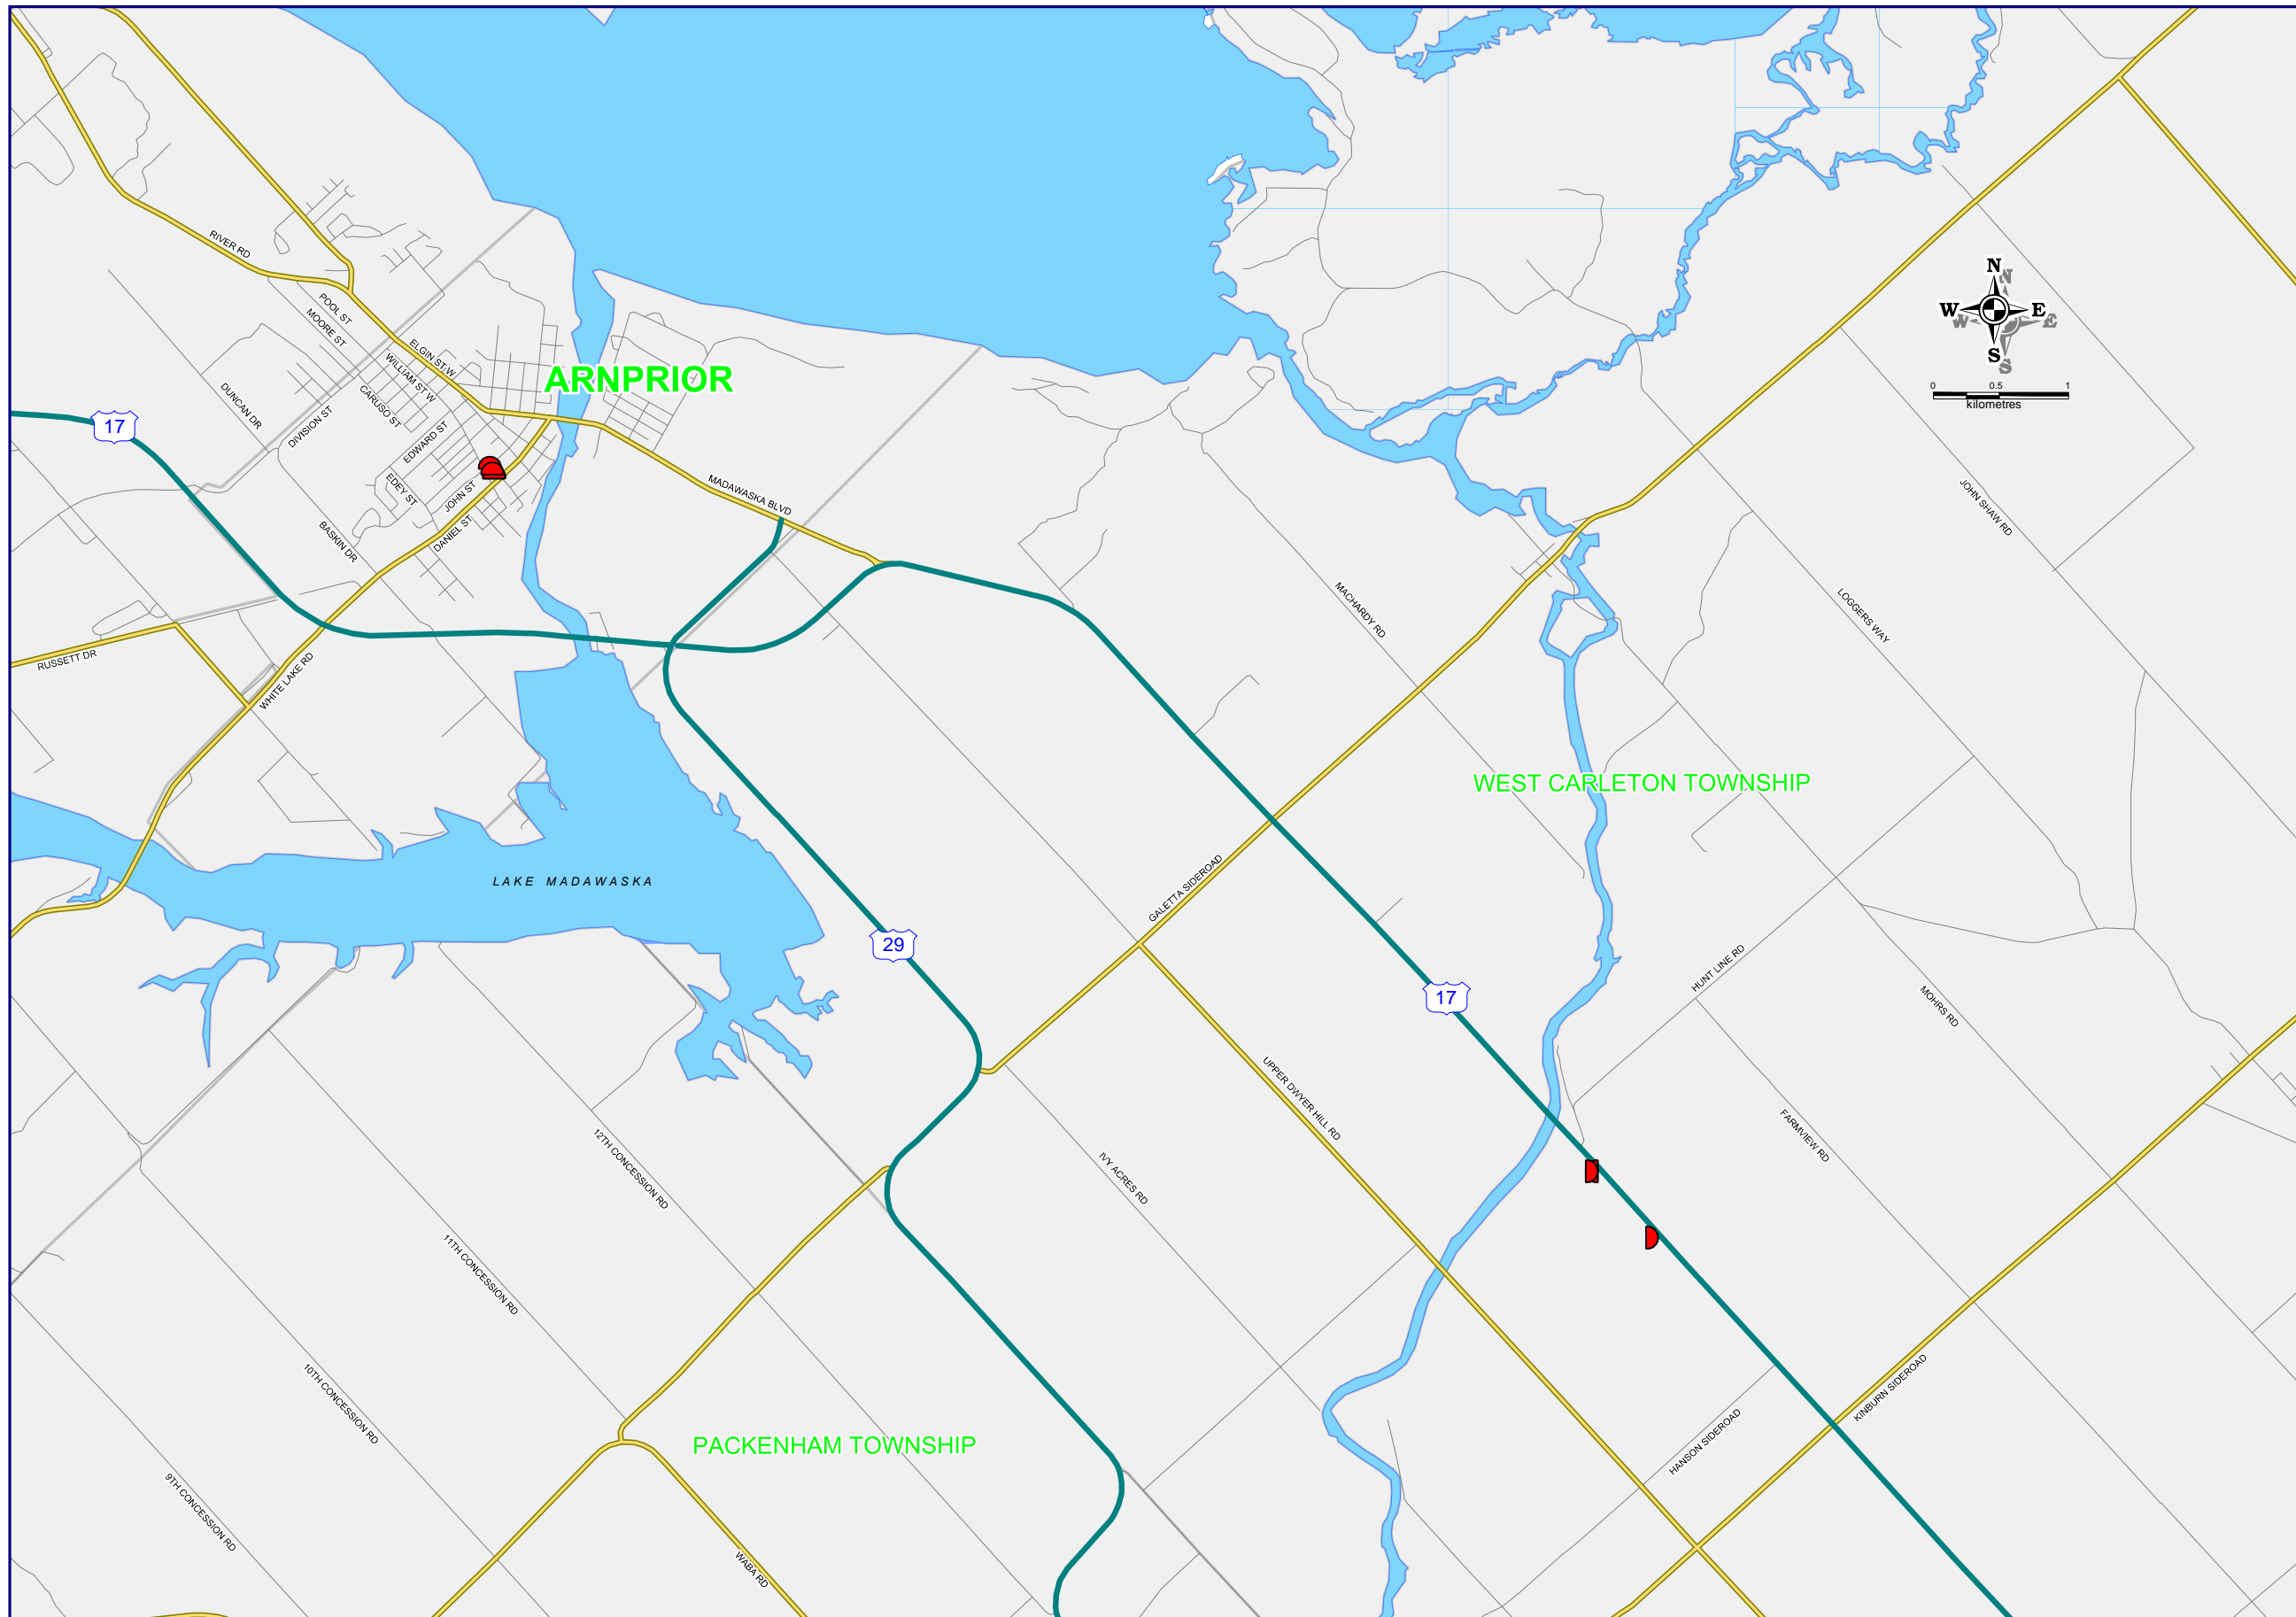 RIVER RD
POOL ST
MOORE ST
ELGIN ST W
WILLIAM ST W
ARNPRIOR
DUNCAN DR
CARUSO ST
DIVISION ST
EDWARD ST
17
EDEY ST
JOHN ST
DANIEL ST
BASKIN DR
MADAWASKA BLVD
N
N
W
E
W
E
S
S
0
0.5
1
kilometres
JOHN SHAW RD
MACHARDY RD
LOGGERS WAY
RUSSETT DR
WHITE LAKE RD
WEST CARLETON TOWNSHIP
LAKE MADAWASKA
GALETTA SIDEROAD
29
17
HUNT LINE RD
MOHRS RD
UPPER DWYER HILL RD
FARMVIEW RD
12TH CONCESSION RD
IVY ACRES RD
11TH CONCESSION RD
10TH CONCESSION RD
KINBURN SIDEROAD
HANSON SIDEROAD
PACKENHAM TOWNSHIP
9TH CONCESSION RD
WABA RD